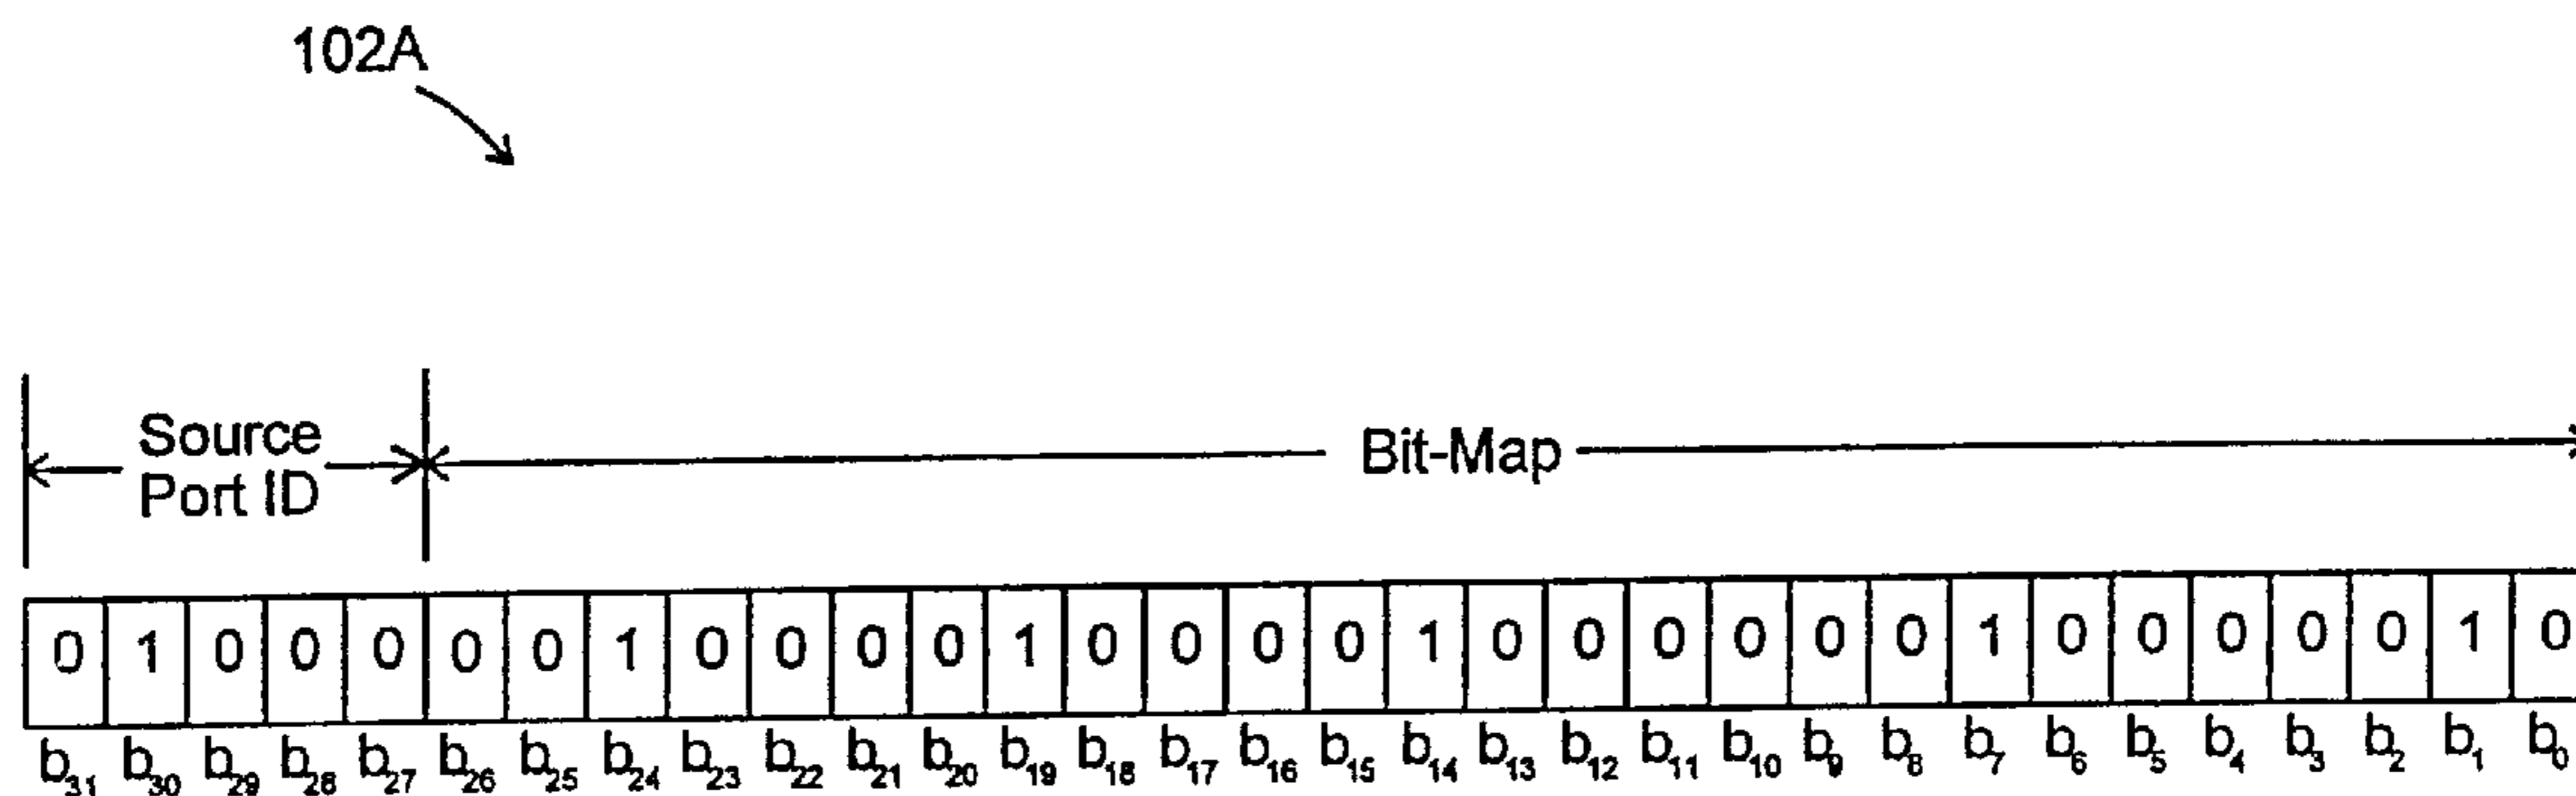 102A
Source
Port ID
Bit-Map
0 1 0 0 0 0 0 1 0 0 0 0 1 0 0 0 0 1 0 0 0 0 0 0 1 0 0 0 0 0 1 0
b31 b30 b29 b28 b27 b26 b25 b24 b23 b22 b21 b20 b19 b18 b17 b16 b15 b14 b13 b12 b11 b10 b9 b8 b7 b6 b5 b4 b3 b2 b1 b0